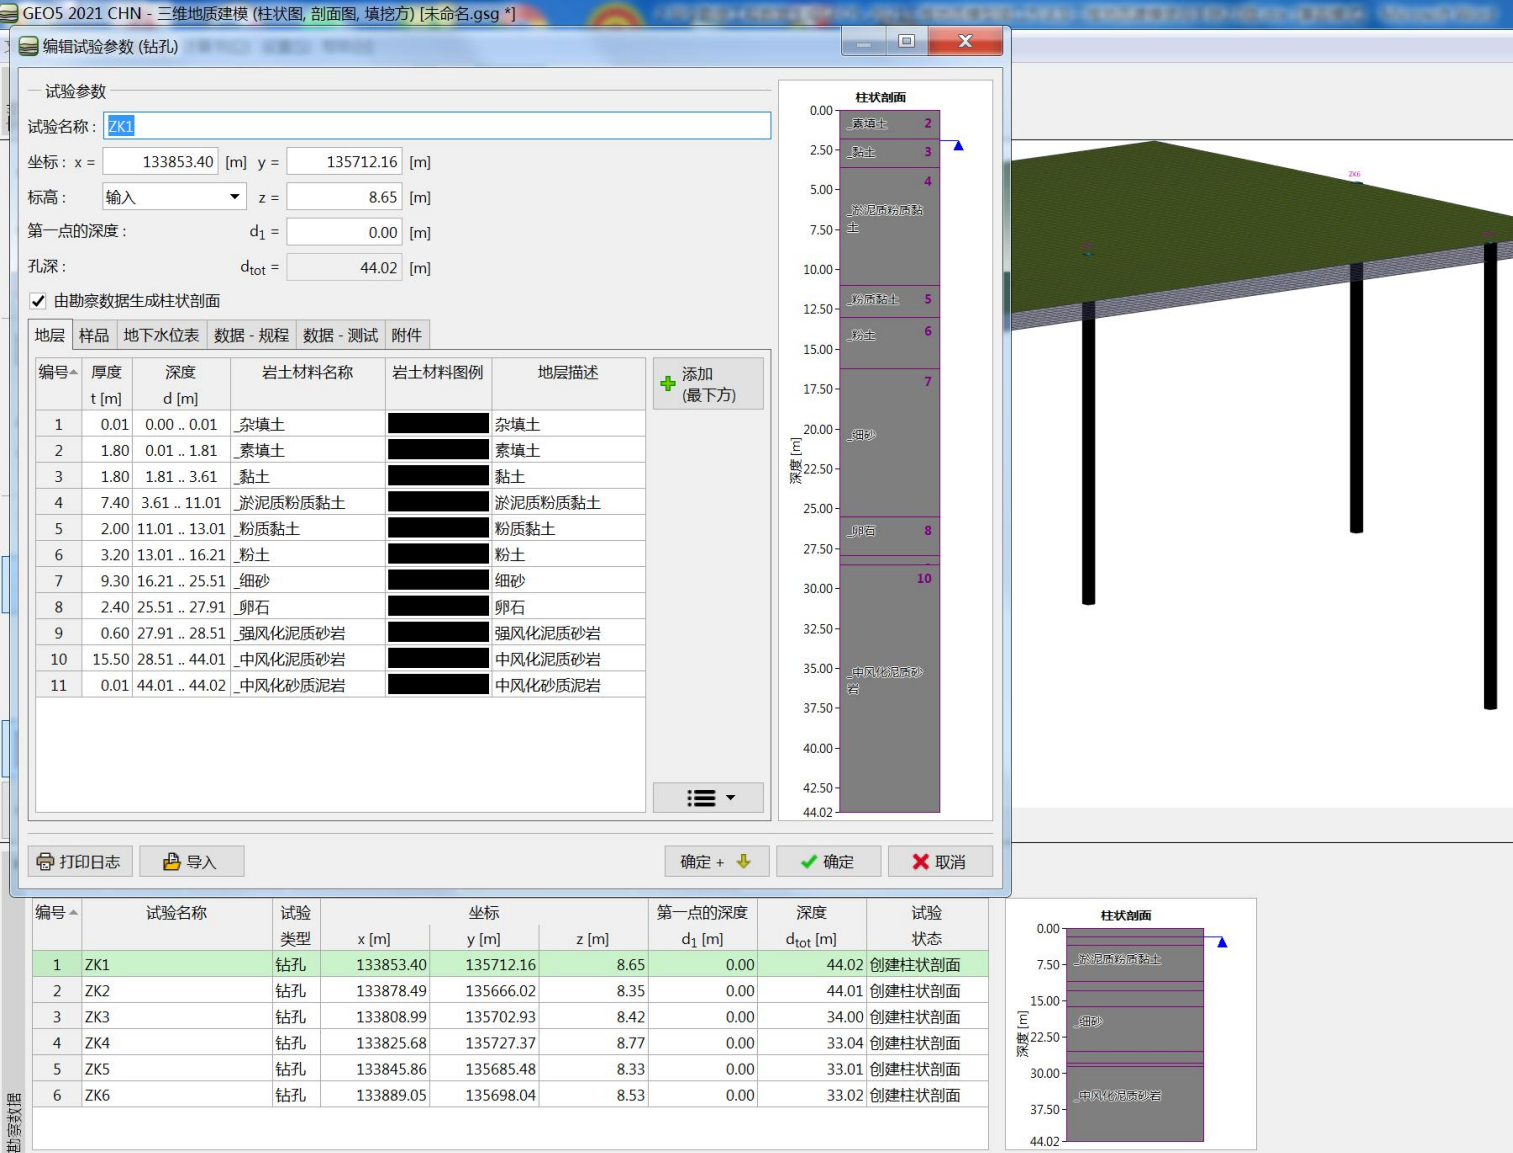 GEO5 2021 CHN - 三维地质建模 (柱状图, 剖面图, 填挖方) [未命名.gsg *]
编辑试验参数 (钻孔)
试验参数
试验名称 : ZK1
坐标 : x = 133853.40 [m] y = 135712.16 [m]
标高 : 输入 z = 8.65 [m]
第一点的深度 : d1 = 0.00 [m]
孔深 : dtot = 44.02 [m]
由勘察数据生成柱状剖面
地层 样品 地下水位表 数据 - 规程 数据 - 测试 附件
编号 厚度 深度 岩土材料名称 岩土材料图例 地层描述
t [m] d [m]
1 0.01 0.00 .. 0.01 _杂填土 杂填土
2 1.80 0.01 .. 1.81 _素填土 素填土
3 1.80 1.81 .. 3.61 _黏土 黏土
4 7.40 3.61 .. 11.01 _淤泥质粉质黏土 淤泥质粉质黏土
5 2.00 11.01 .. 13.01 _粉质黏土 粉质黏土
6 3.20 13.01 .. 16.21 _粉土 粉土
7 9.30 16.21 .. 25.51 _细砂 细砂
8 2.40 25.51 .. 27.91 _卵石 卵石
9 0.60 27.91 .. 28.51 _强风化泥质砂岩 强风化泥质砂岩
10 15.50 28.51 .. 44.01 _中风化泥质砂岩 中风化泥质砂岩
11 0.01 44.01 .. 44.02 _中风化砂质泥岩 中风化砂质泥岩
添加
(最下方)
打印日志 导入 确定 + 确定 取消
柱状剖面
0.00
_素填土 2
2.50 _黏土 3
4
5.00
_淤泥质粉质黏
7.50 土
10.00
_粉质黏土 5
12.50
_粉土 6
15.00
7
17.50
20.00 _细砂
深度 [m]
22.50
25.00
_卵石 8
27.50
10
30.00
32.50
35.00 _中风化泥质砂
岩
37.50
40.00
42.50
44.02
ZK6
勘察数据
编号 试验名称 试验 坐标 第一点的深度 深度 试验
类型 x [m] y [m] z [m] d1 [m] dtot [m] 状态
1 ZK1 钻孔 133853.40 135712.16 8.65 0.00 44.02 创建柱状剖面
2 ZK2 钻孔 133878.49 135666.02 8.35 0.00 44.01 创建柱状剖面
3 ZK3 钻孔 133808.99 135702.93 8.42 0.00 34.00 创建柱状剖面
4 ZK4 钻孔 133825.68 135727.37 8.77 0.00 33.04 创建柱状剖面
5 ZK5 钻孔 133845.86 135685.48 8.33 0.00 33.01 创建柱状剖面
6 ZK6 钻孔 133889.05 135698.04 8.53 0.00 33.02 创建柱状剖面
柱状剖面
0.00
7.50 _淤泥质粉质黏土
15.00
_细砂
深度 [m]
22.50
30.00
_中风化泥质砂岩
37.50
44.02